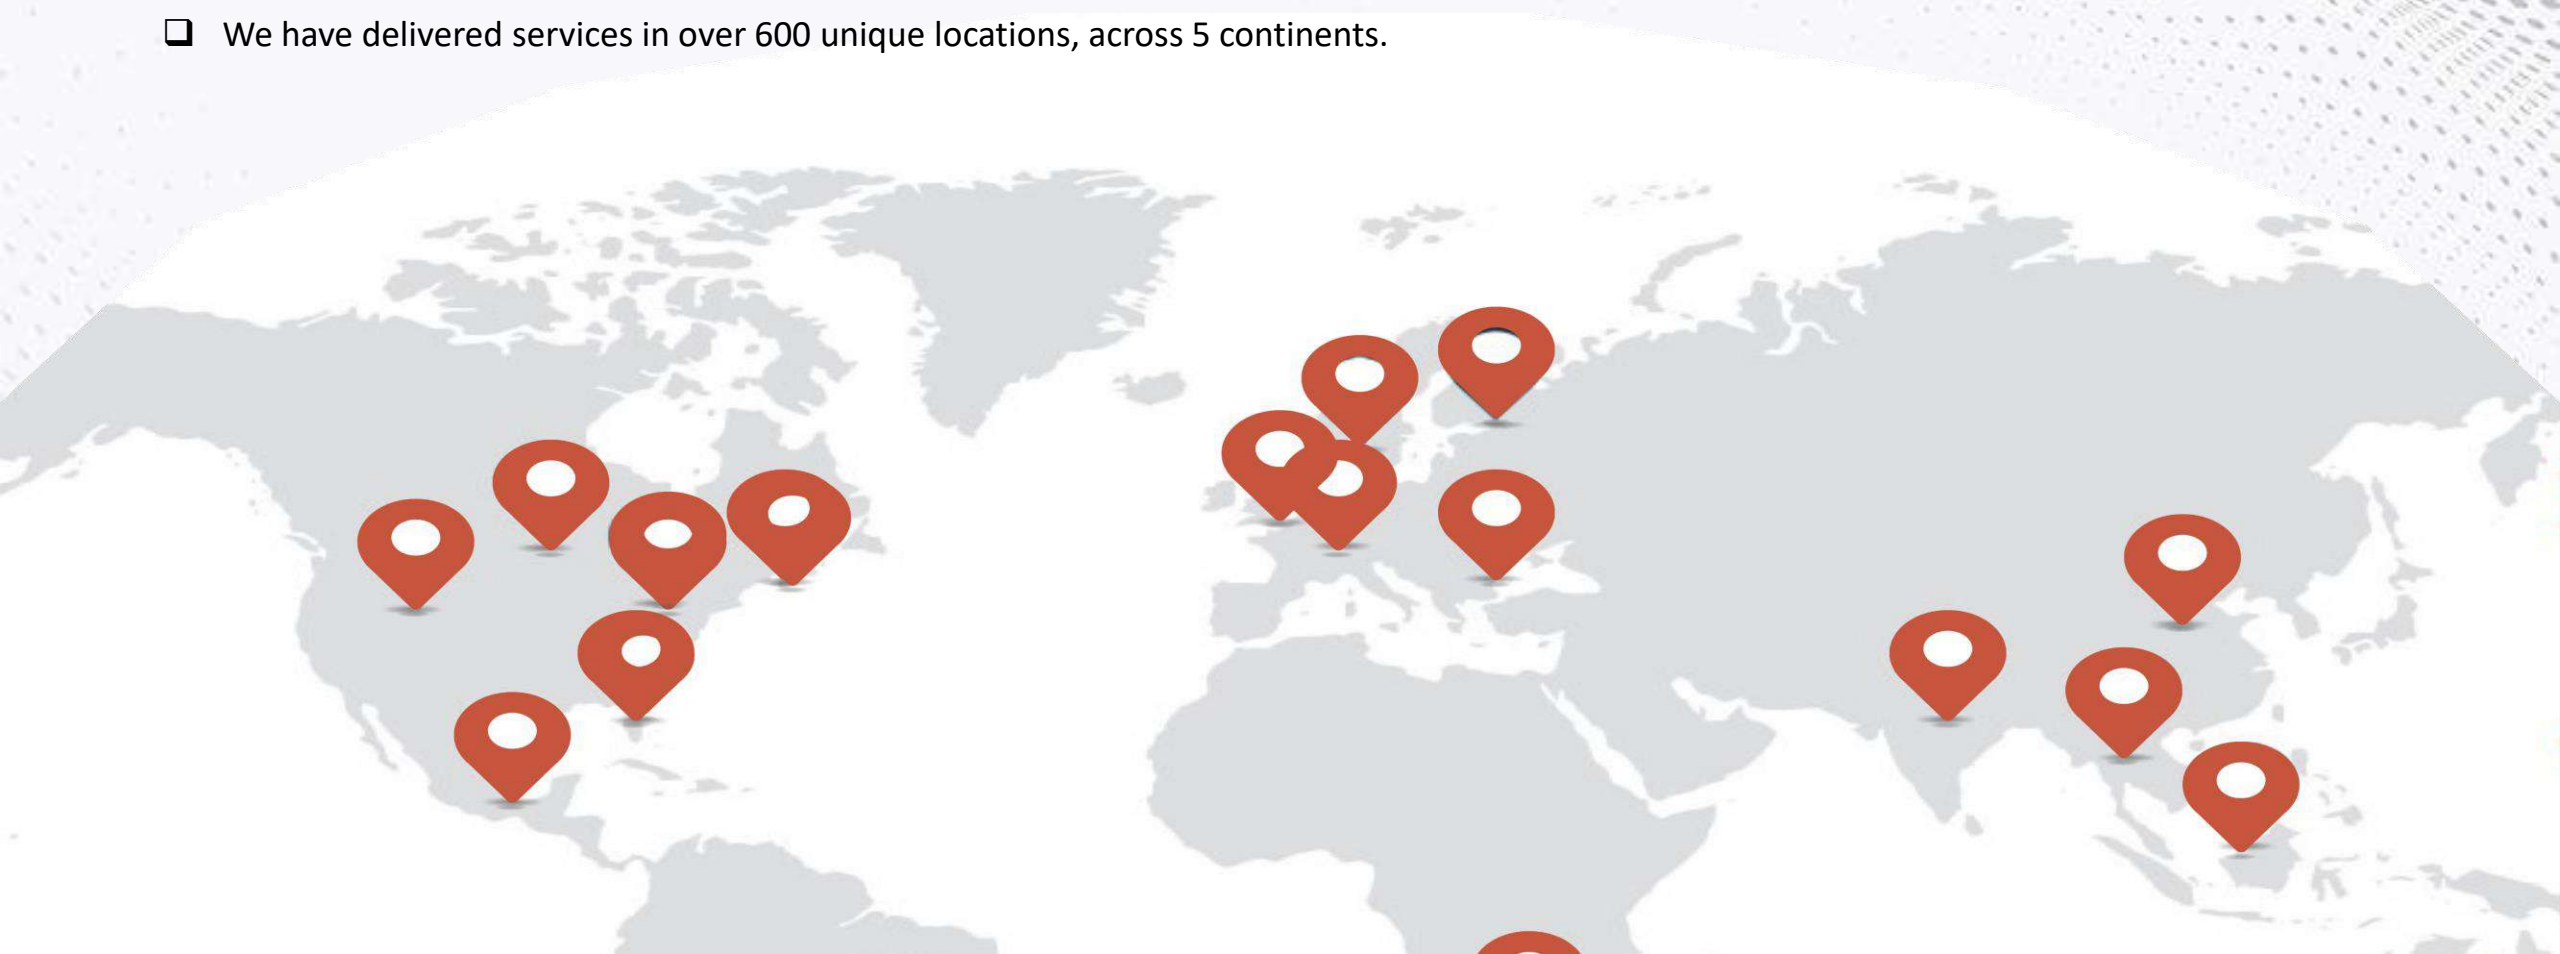 ❑ We have delivered services in over 600 unique locations, across 5 continents.